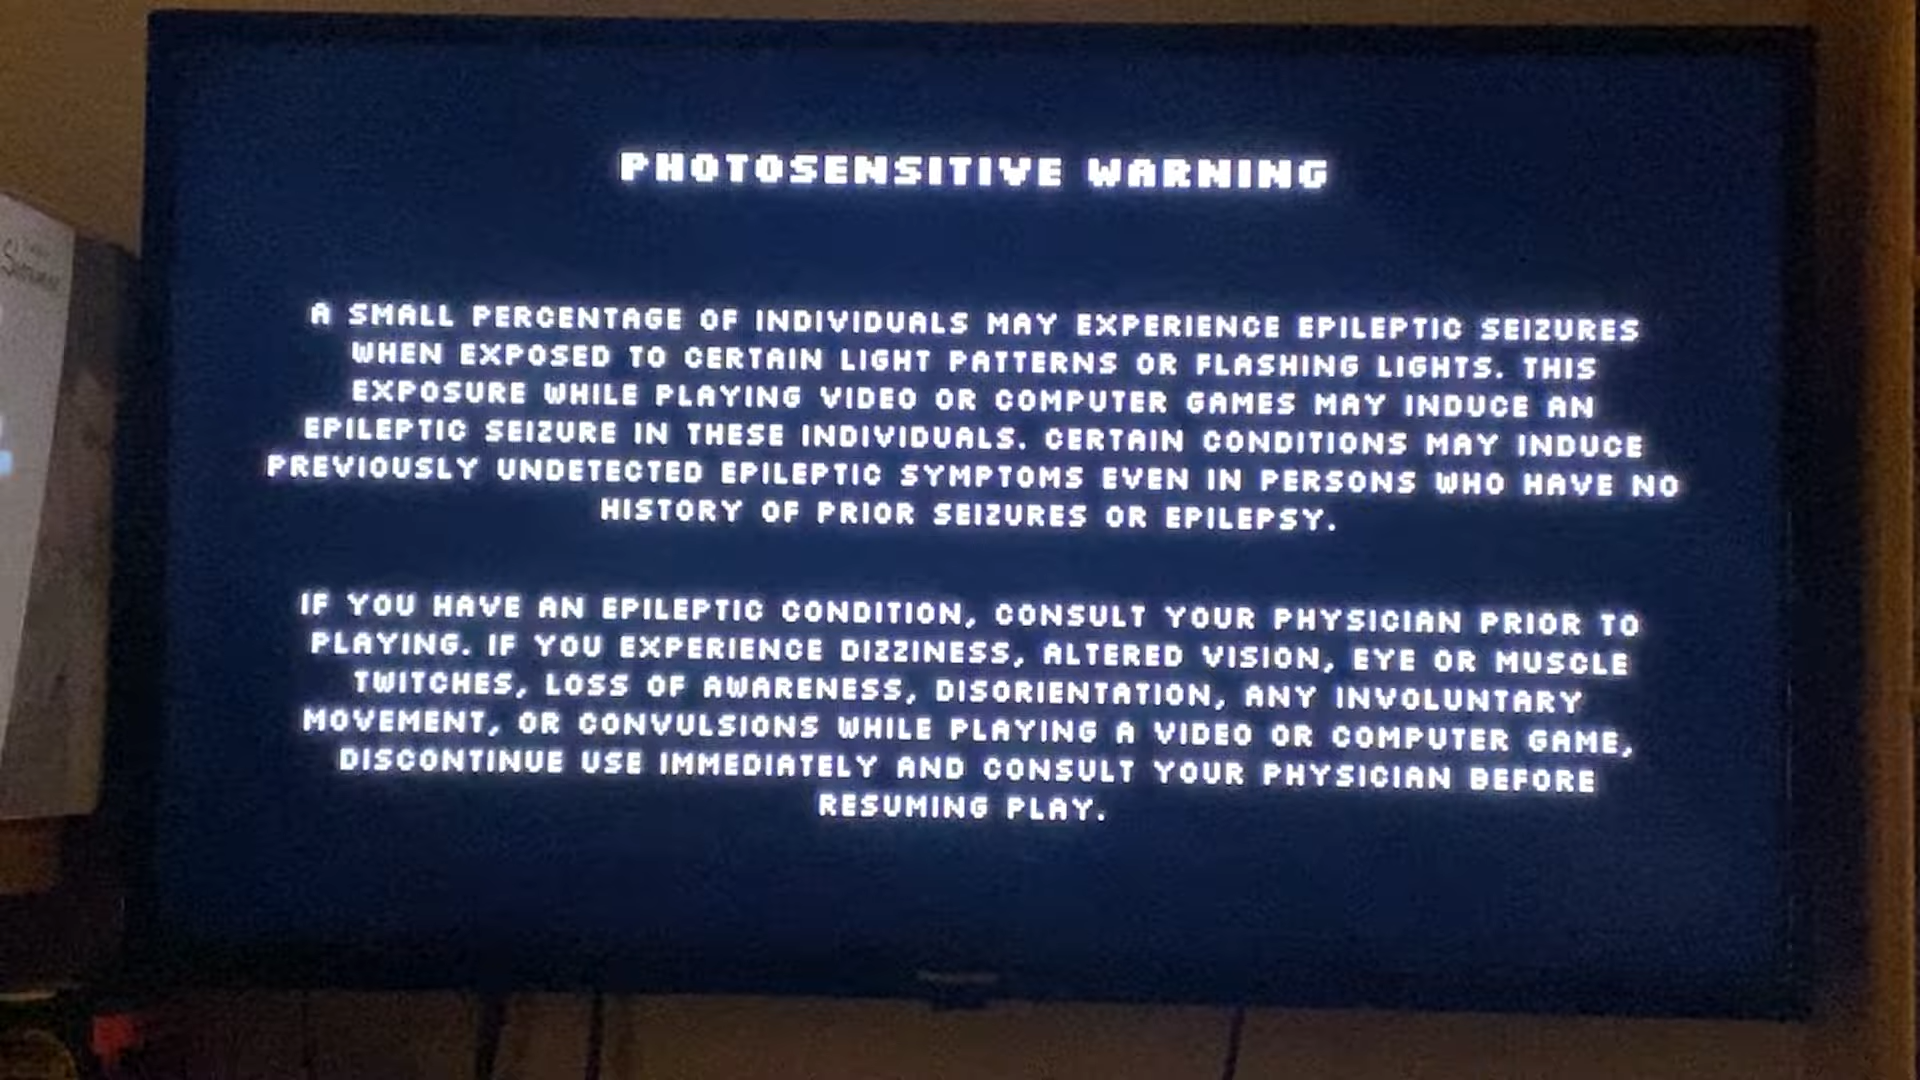 PHOTOSENSITIVE WARNING
A SMALL PERCENTAGE OF INDIVIDUALS MAY EXPERIENCE EPILEPTIC SEIZURES
WHEN EXPOSED TO CERTAIN LIGHT PATTERNS OR FLASHING LIGHTS. THIS
EXPOSURE WHILE PLAYING VIDEO OR COMPUTER GAMES MAY INDUCE AN
EPILEPTIC SEIZURE IN THESE INDIVIDUALS. CERTAIN CONDITIONS MAY INDUCE
PREVIOUSLY UNDETECTED EPILEPTIC SYMPTOMS EVEN IN PERSONS WHO HAVE NO
HISTORY OF PRIOR SEIZURES OR EPILEPSY.
IF YOU HAVE AN EPILEPTIC CONDITION, CONSULT YOUR PHYSICIAN PRIOR TO
PLAYING. IF YOU EXPERIENCE DIZZINESS, ALTERED VISION, EYE OR MUSCLE
TWITCHES, LOSS OF AWARENESS, DISORIENTATION, ANY INVOLUNTARY
MOVEMENT, OR CONVULSIONS WHILE PLAYING A VIDEO OR COMPUTER GAME,
DISCONTINUE USE IMMEDIATELY AND CONSULT YOUR PHYSICIAN BEFORE
RESUMING PLAY.